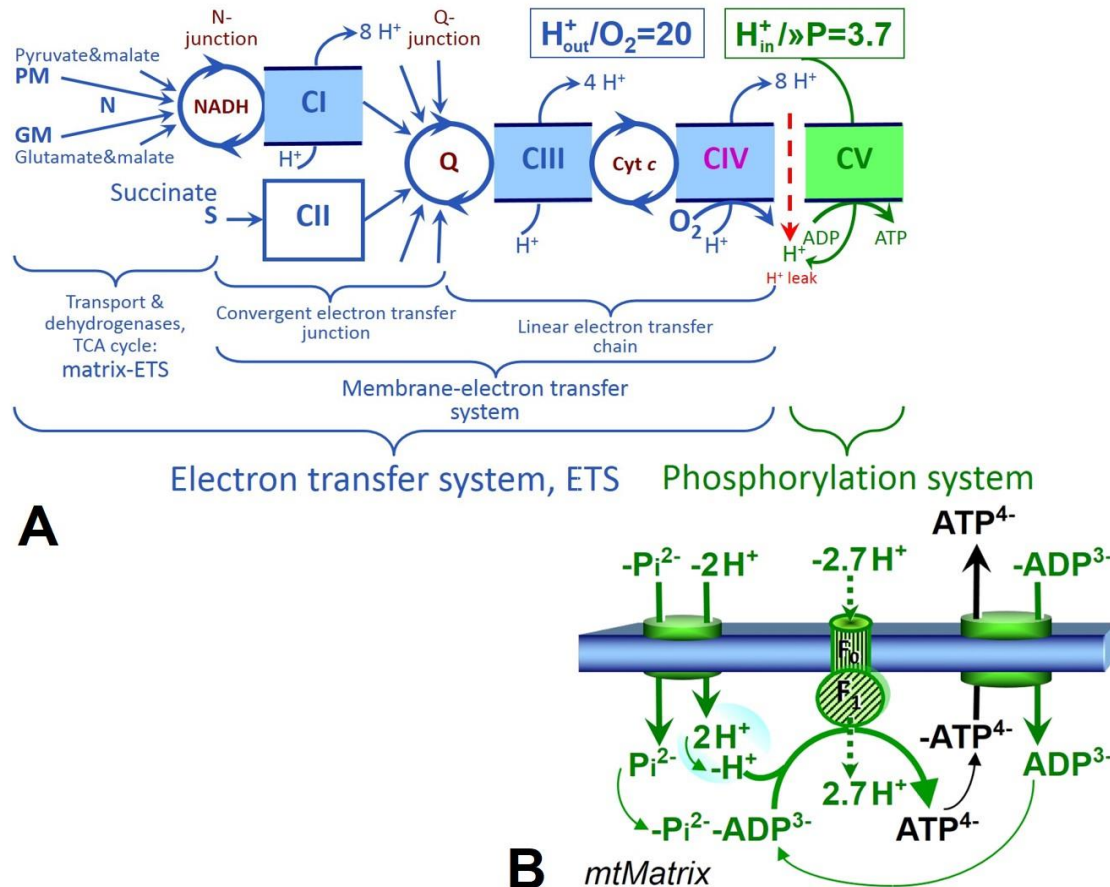 N-
junction
8 H+
Q-
junction
H+out/O2=20
H+in/»P=3.7
Pyruvate&malate
PM
N
NADH
CI
4 H+
8 H+
GM
Glutamate&malate
H+
Q
CIII
Cyt c
CIV
CV
Succinate
S
CII
H+
O2
H+
H+
ADP
ATP
H+ leak
Transport &
dehydrogenases,
TCA cycle:
matrix-ETS
Convergent electron transfer
junction
Linear electron transfer
chain
Membrane-electron transfer
system
Electron transfer system, ETS
Phosphorylation system
A
ATP4-
-Pi2-
-2H+
-2.7H+
-ADP3-
F0
F1
2H+
-H+
Pi2-
2.7H+
-ATP4-
ADP3-
-Pi2--ADP3-
ATP4-
B
mtMatrix